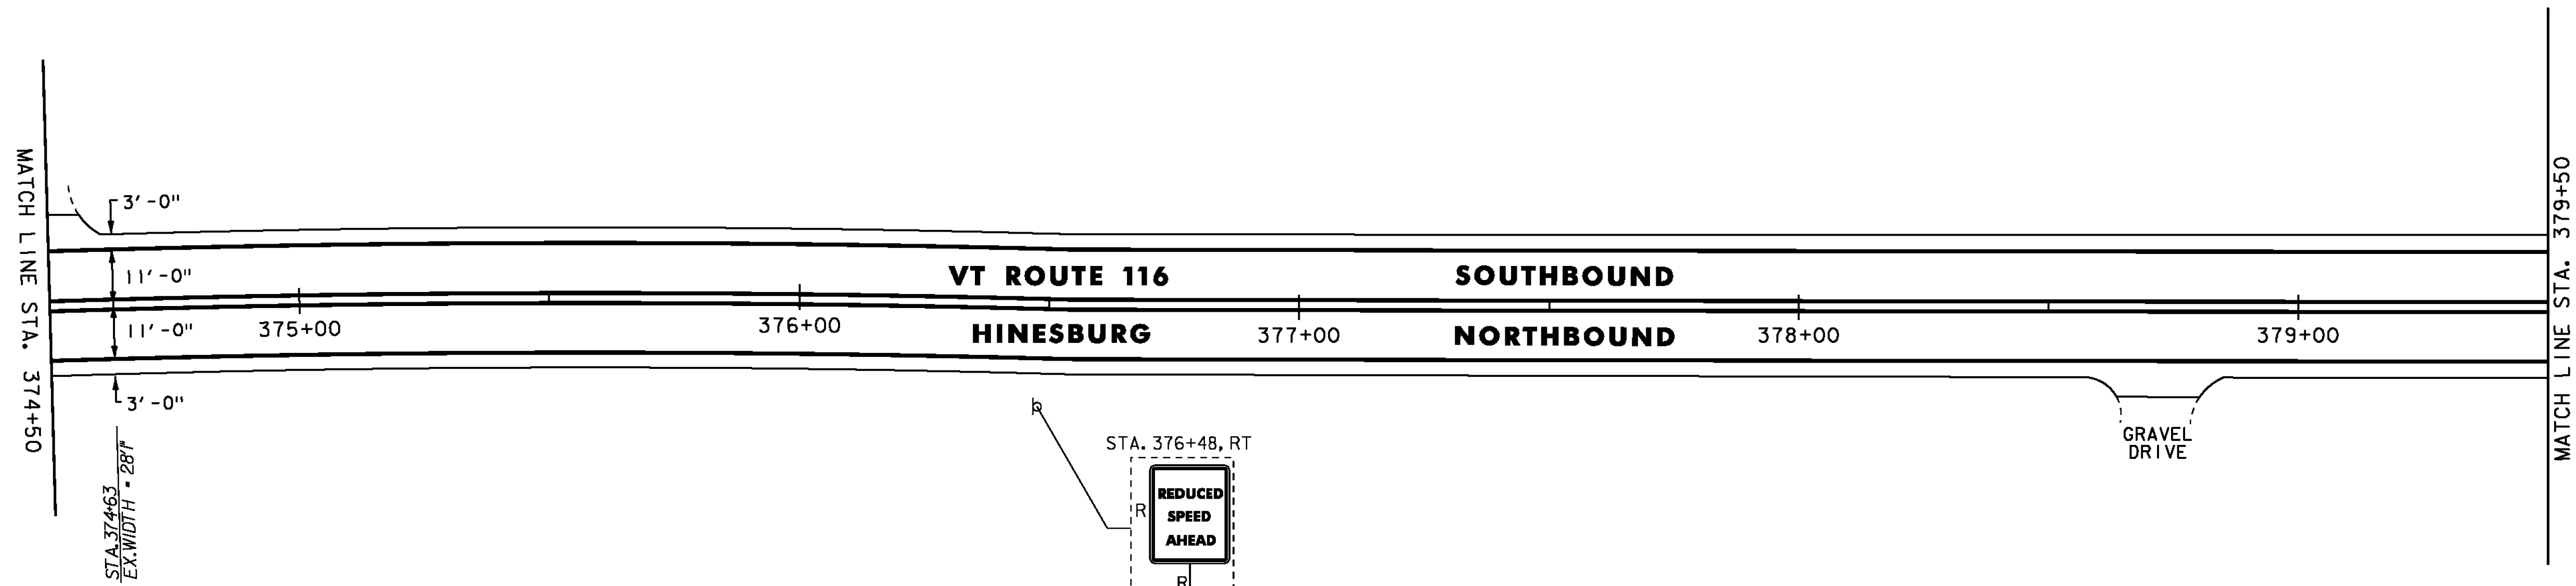 MATCH LINE STA. 374+50
3'-0"
11'-0"
11'-0"
3'-0"
STA. 374+63
EX. WIDTH = 28'±
375+00
376+00
VT ROUTE 116
SOUTHBOUND
HINESBURG
377+00
NORTHBOUND
378+00
379+00
STA. 376+48, RT
R
REDUCED
SPEED
AHEAD
R
GRAVEL
DRIVE
MATCH LINE STA. 379+50